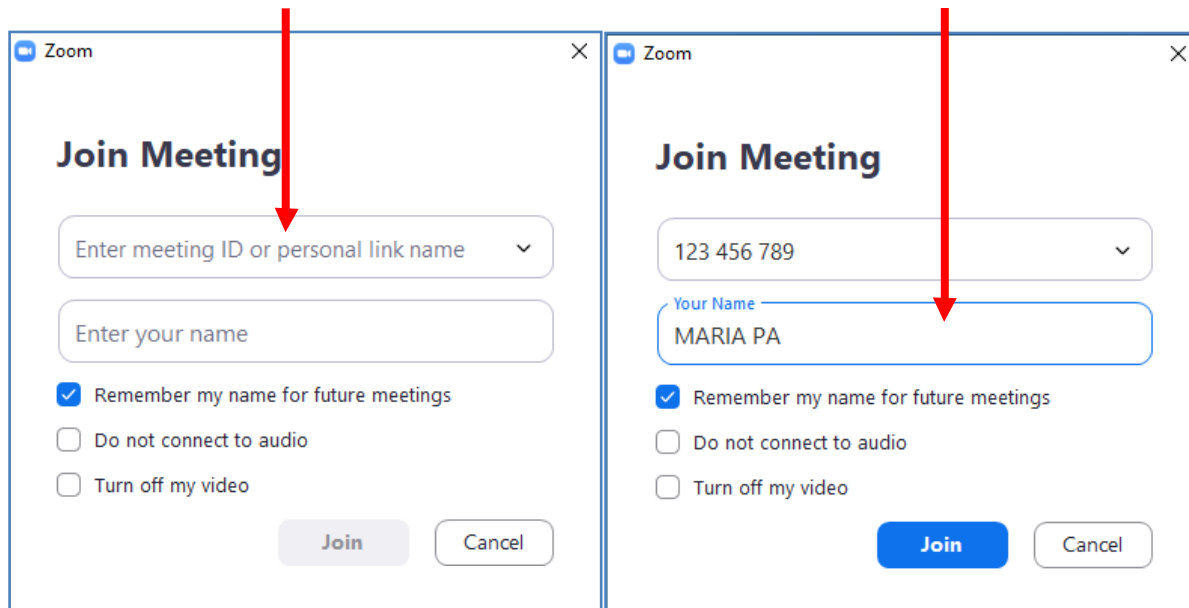 Zoom
Join Meeting
Enter meeting ID or personal link name
Enter your name
Remember my name for future meetings
Do not connect to audio
Turn off my video
Join
Cancel
Zoom
Join Meeting
123 456 789
Your Name
MARIA PA
Remember my name for future meetings
Do not connect to audio
Turn off my video
Join
Cancel